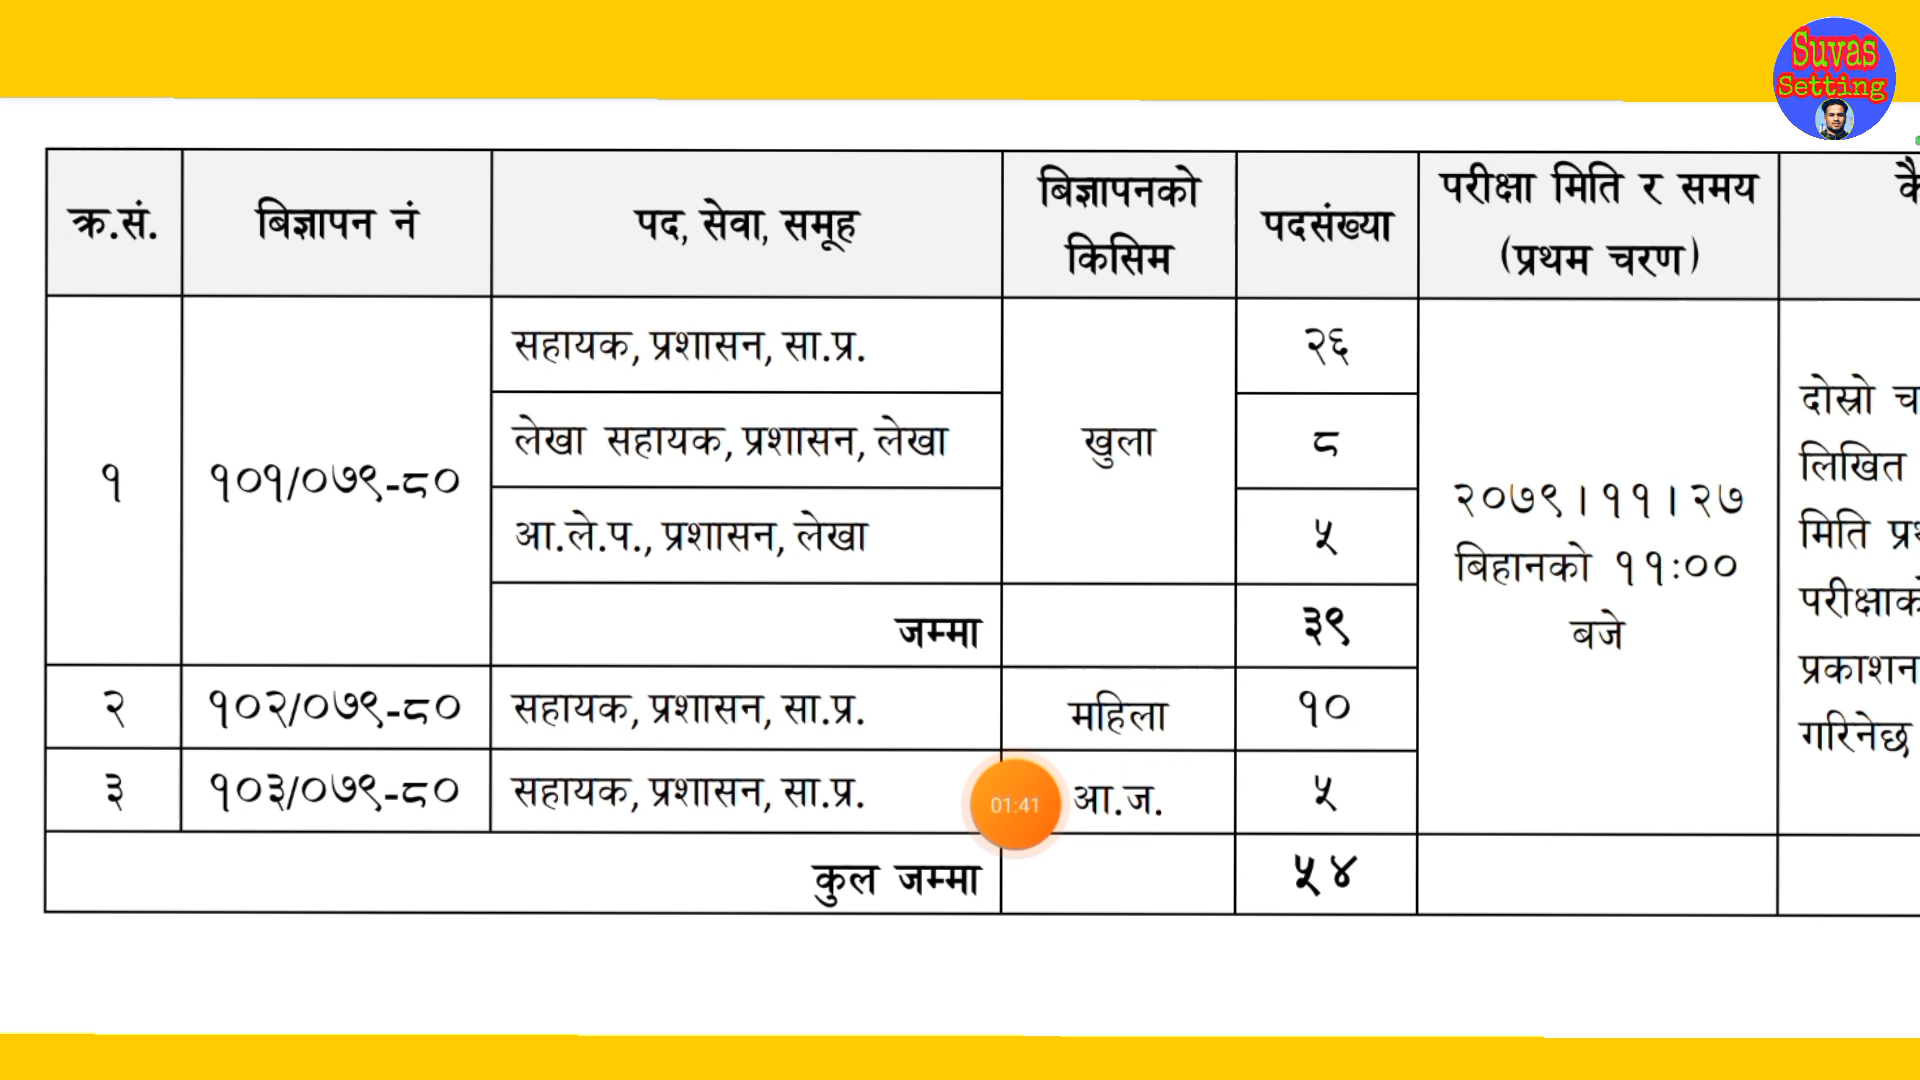 Suvas
Setting
क्र.सं. बिज्ञापन नं पद, सेवा, समूह बिज्ञापनको किसिम पदसंख्या परीक्षा मिति र समय (प्रथम चरण)
१ १०१/०७९-८० सहायक, प्रशासन, सा.प्र. खुला २६
लेखा सहायक, प्रशासन, लेखा ८
आ.ले.प., प्रशासन, लेखा ५
जम्मा ३९
२ १०२/०७९-८० सहायक, प्रशासन, सा.प्र. महिला १०
३ १०३/०७९-८० सहायक, प्रशासन, सा.प्र. आ.ज. ५
कुल जम्मा ५४
२०७९।११।२७
बिहानको ११:००
बजे
दोस्रो
लिखित
मिति
प्रकाशन
गरिनेछ
01:41